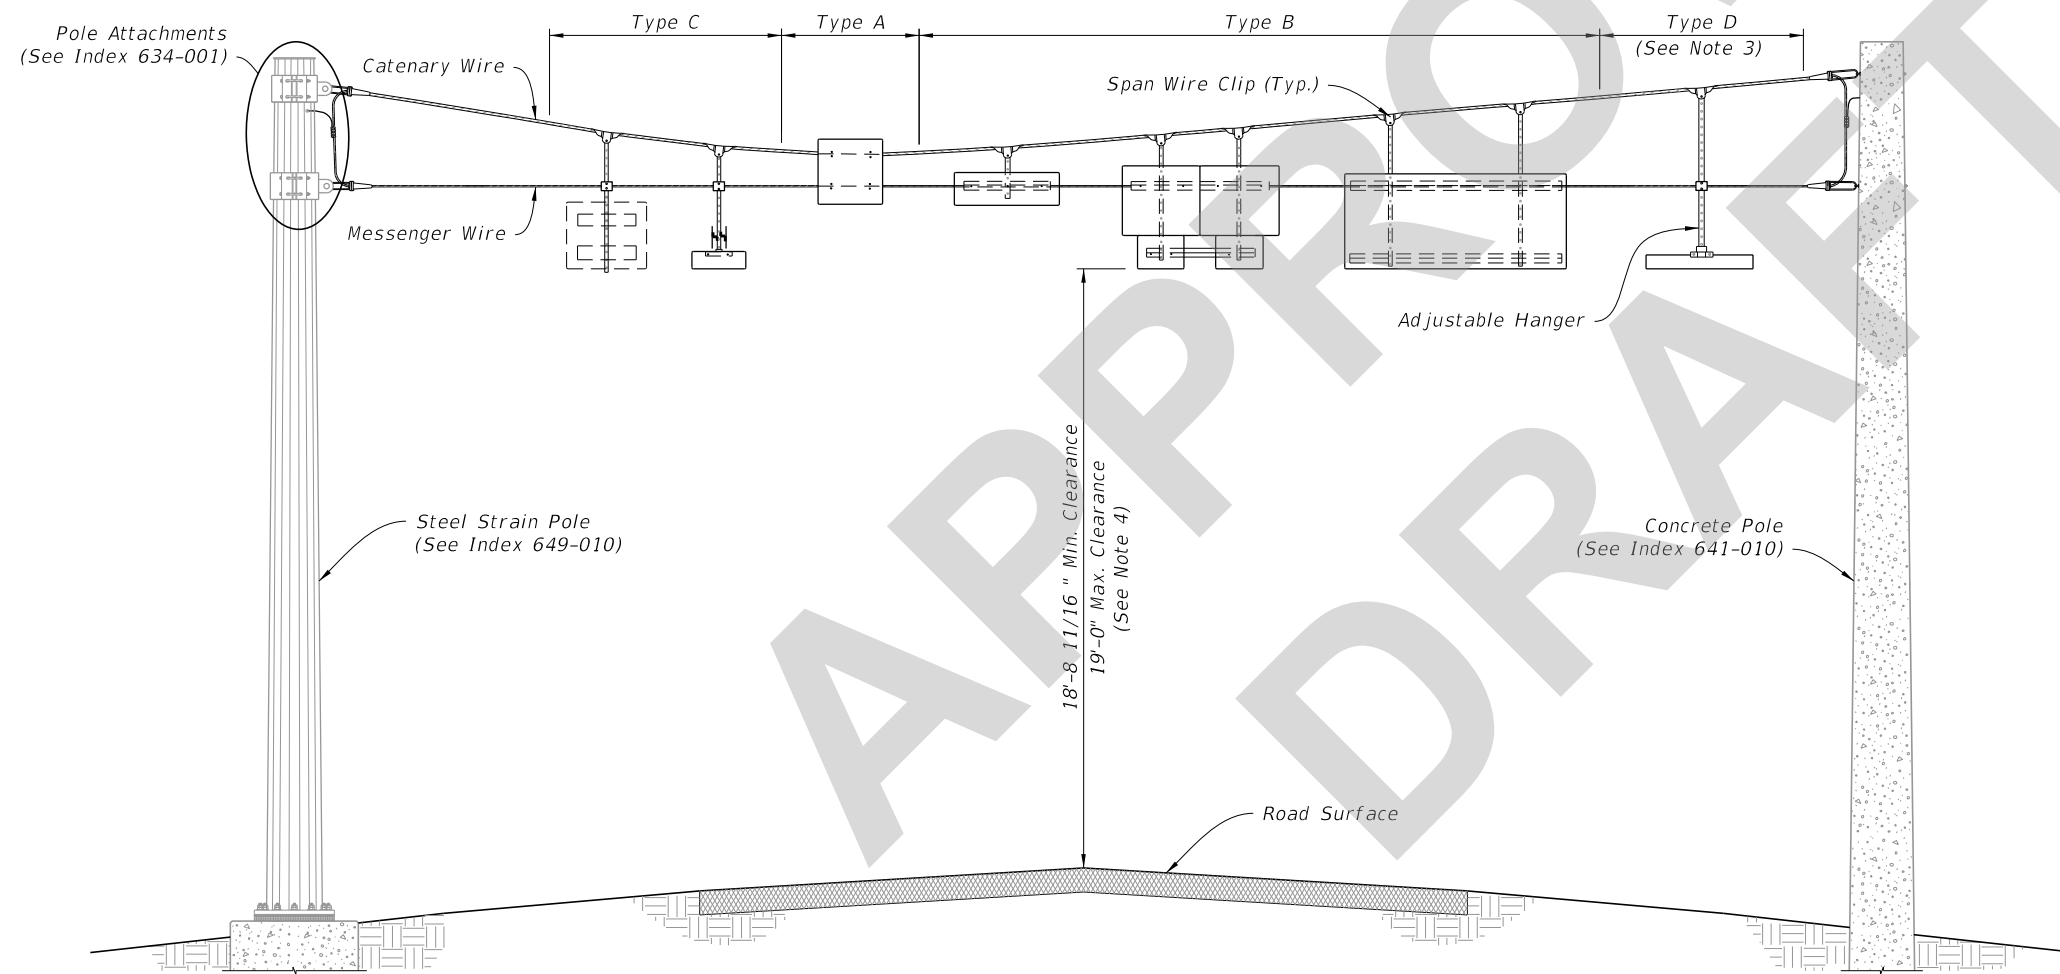 Type C
Type A
Type B
Type D
(See Note 3)
Pole Attachments
(See Index 634-001)
Catenary Wire
Span Wire Clip (Typ.)
Messenger Wire
Adjustable Hanger
18'-8 11/16 " Min. Clearance
19'-0" Max. Clearance
(See Note 4)
Steel Strain Pole
(See Index 649-010)
Concrete Pole
(See Index 641-010)
Road Surface
APPRO
DRAFT